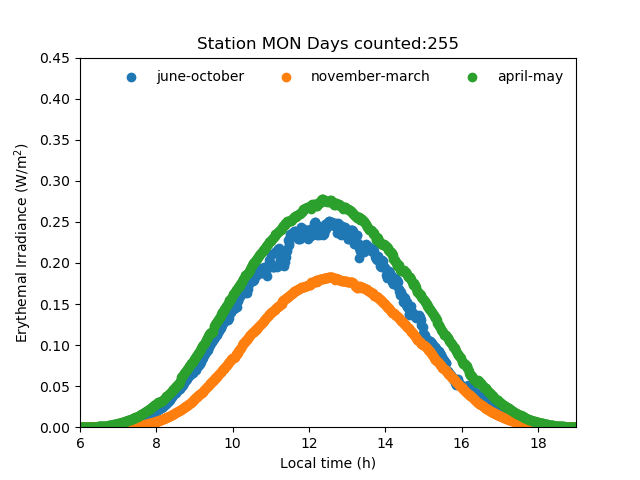 Station MON Days counted:255
june-october november-march april-may
Erythemal Irradiance (W/m²)
0.45
0.40
0.35
0.30
0.25
0.20
0.15
0.10
0.05
0.00
6 8 10 12 14 16 18
Local time (h)